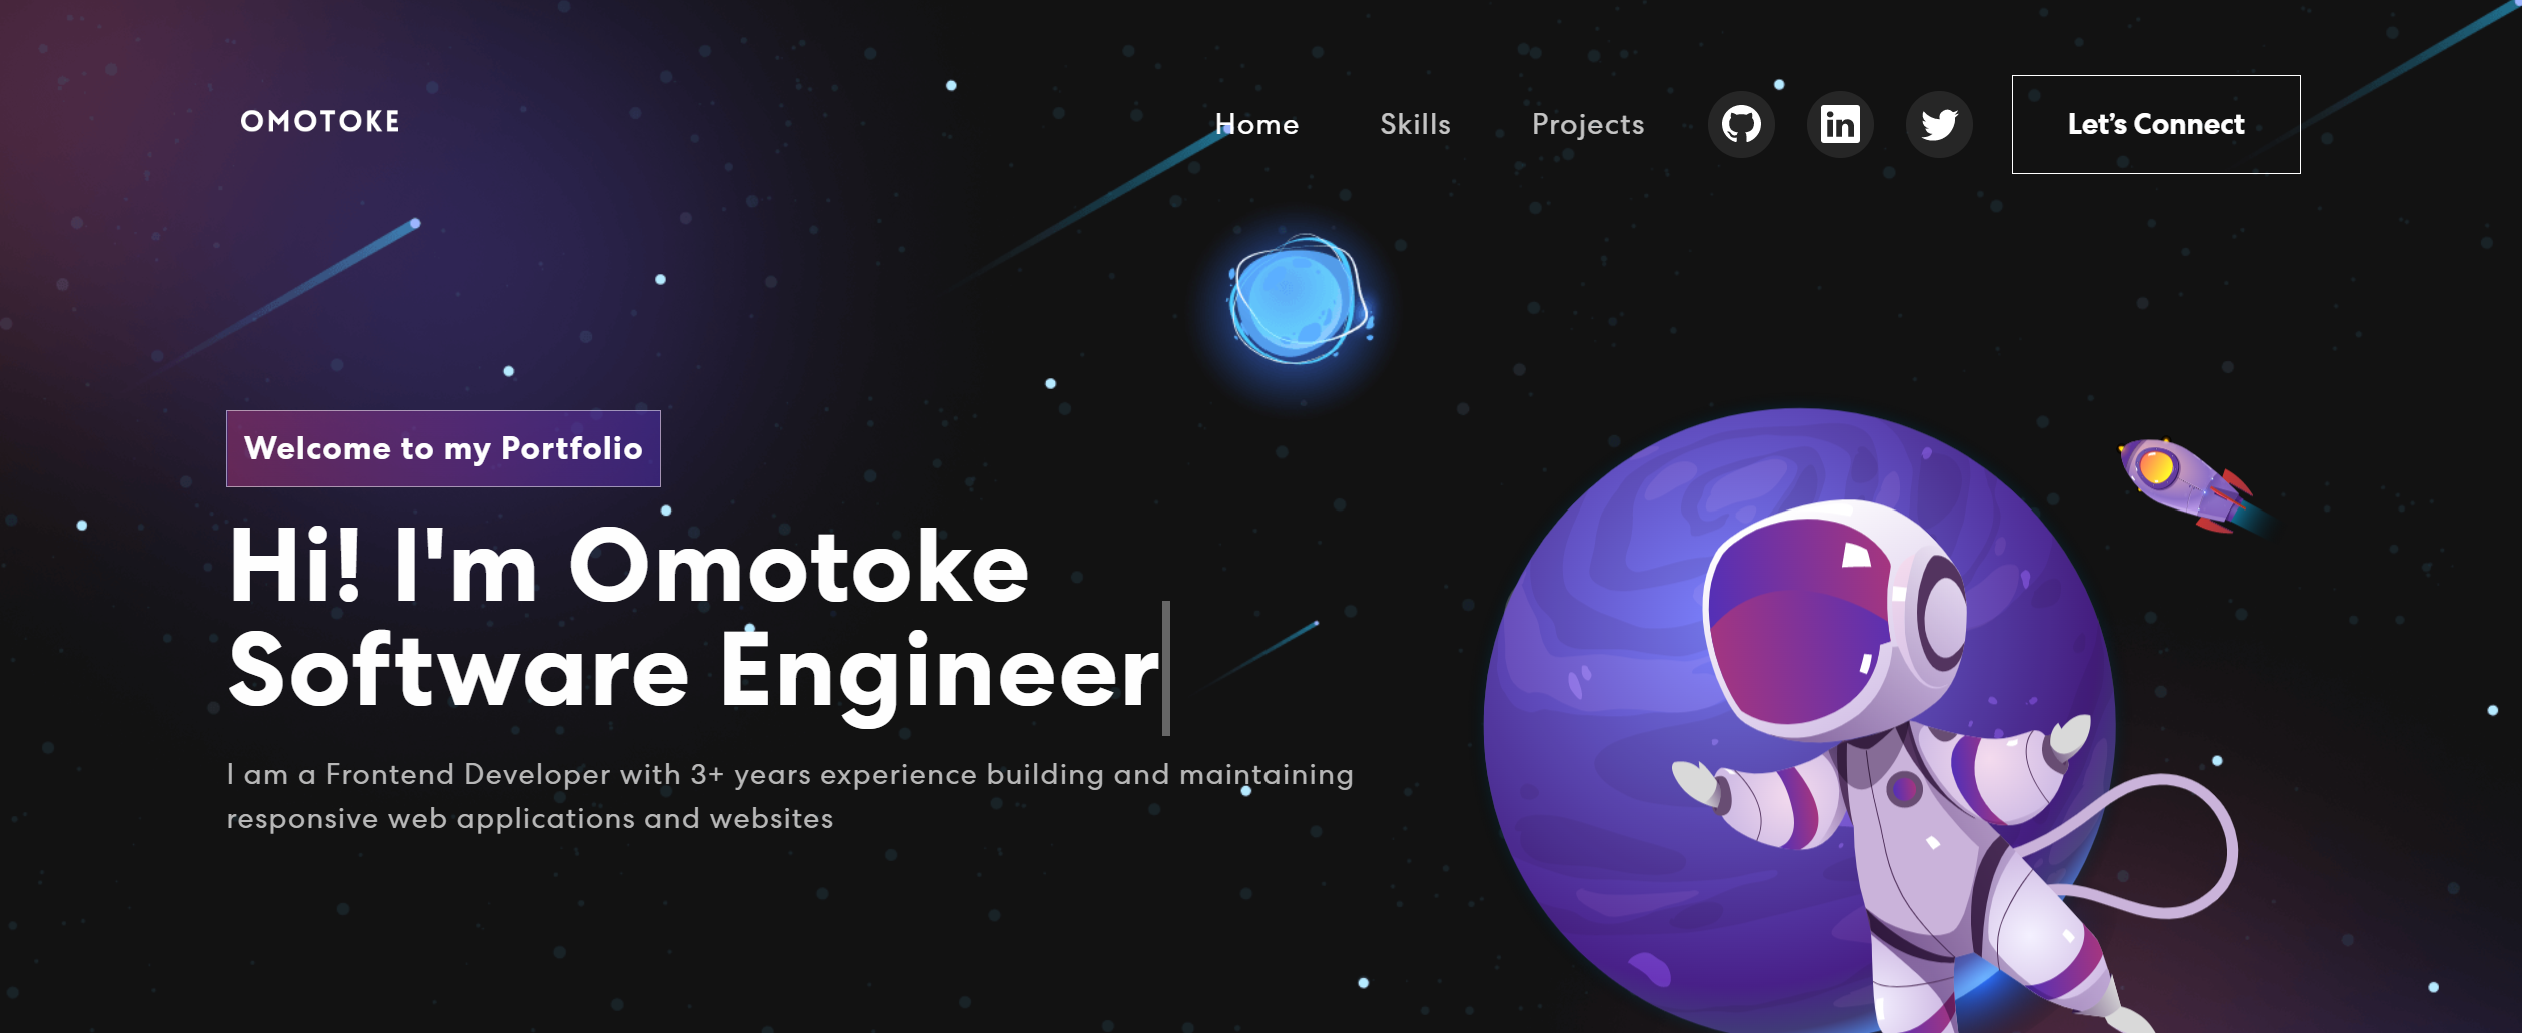 OMOTOKE
Home Skills Projects in Let’s Connect
Welcome to my Portfolio
Hi! I'm Omotoke
Software Engineer
I am a Frontend Developer with 3+ years experience building and maintaining
responsive web applications and websites